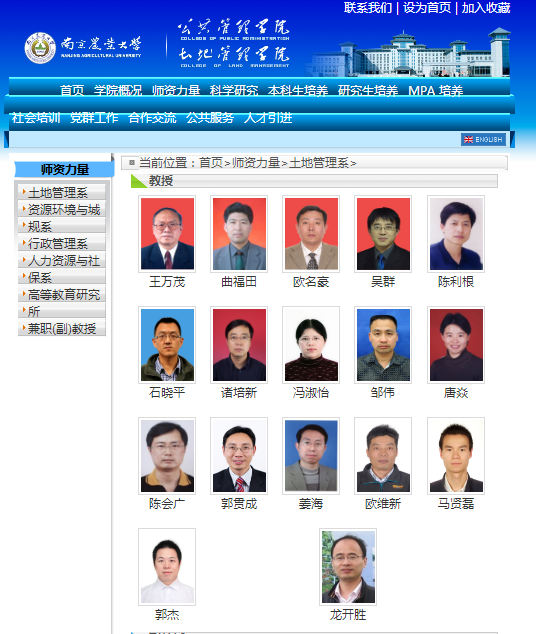 联系我们 | 设为首页 | 加入收藏
南京农业大学
NANJING AGRICULTURAL UNIVERSITY
公共管理学院
COLLEGE OF PUBLIC ADMINISTRATION
土地管理学院
COLLEGE OF LAND MANAGEMENT
首页 学院概况 师资力量 科学研究 本科生培养 研究生培养 MPA 培养
社会培训 党群工作 合作交流 公共服务 人才引进
ENGLISH
师资力量
土地管理系
资源环境与城
规系
行政管理系
人力资源与社
保系
高等教育研究
所
兼职(副)教授
当前位置：首页>师资力量>土地管理系>
教授
王万茂 曲福田 欧名豪 吴群 陈利根
石晓平 诸培新 冯淑怡 邹伟 唐焱
陈会广 郭贯成 姜海 欧维新 马贤磊
郭杰 龙开胜